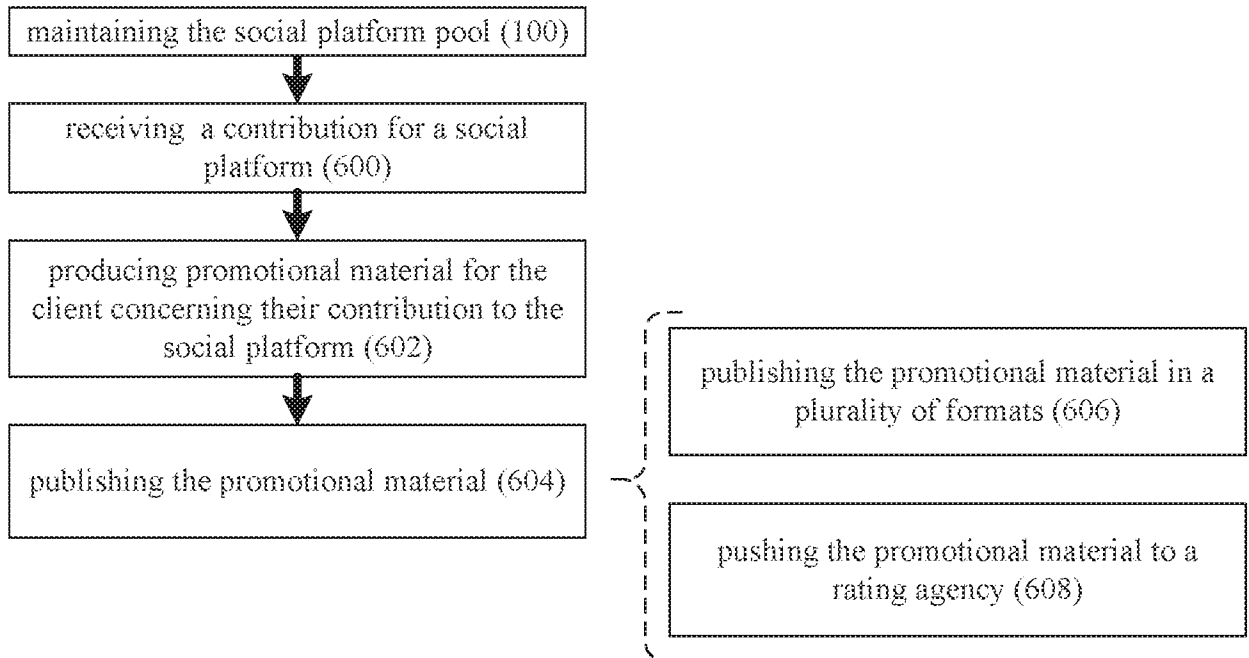 maintaining the social platform pool (100)
receiving a contribution for a social
platform (600)
producing promotional material for the
client concerning their contribution to the
social platform (602)
publishing the promotional material (604)
publishing the promotional material in a
plurality of formats (606)
pushing the promotional material to a
rating agency (608)